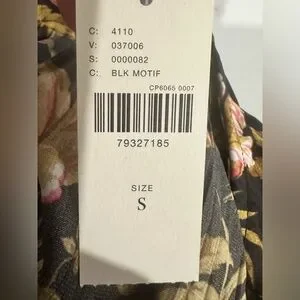 C: 4110
V: 037006
S: 0000082
C: BLK MOTIF
CP6065 0007
79327185
SIZE
S